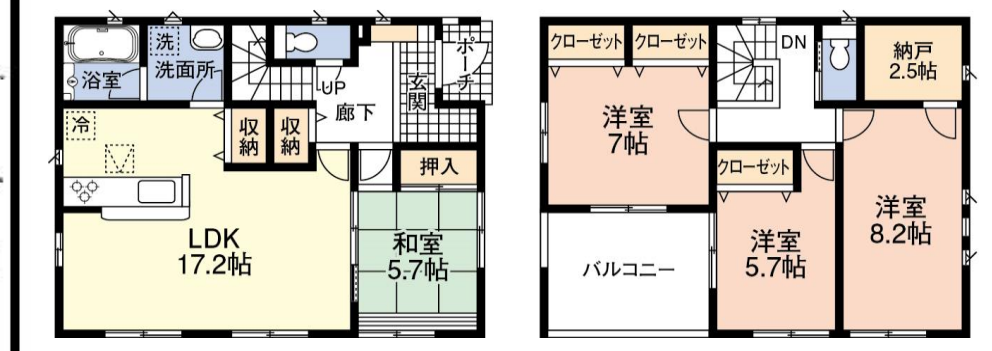 浴室
洗
洗面所
UP
廊下
玄関
ポーチ
冷
収納
収納
押入
LDK
17.2帖
和室
5.7帖
クローゼット
クローゼット
DN
納戸
2.5帖
洋室
7帖
クローゼット
洋室
5.7帖
洋室
8.2帖
バルコニー